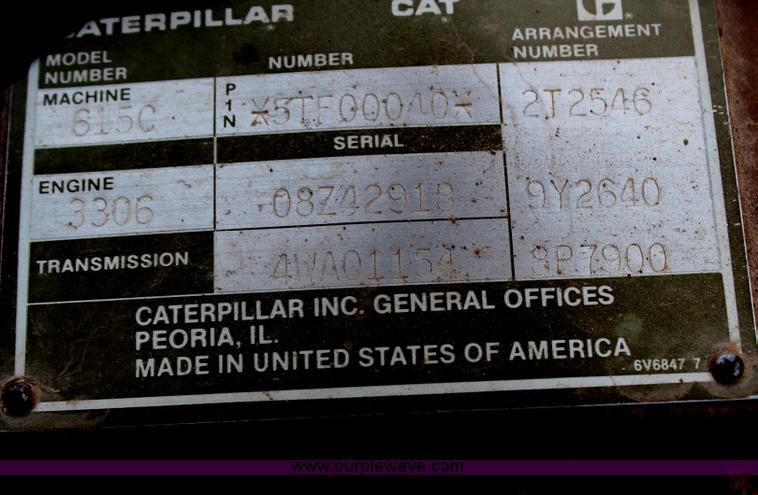 CATERPILLAR CAT
MODEL NUMBER NUMBER ARRANGEMENT NUMBER
MACHINE 615C PIN *5TF00040* 2T2546
SERIAL
ENGINE 3306 08Z42918 9Y2640
TRANSMISSION 4WA01154 8P7900
CATERPILLAR INC. GENERAL OFFICES
PEORIA, IL.
MADE IN UNITED STATES OF AMERICA
6V6847 7
www.purplewave.com